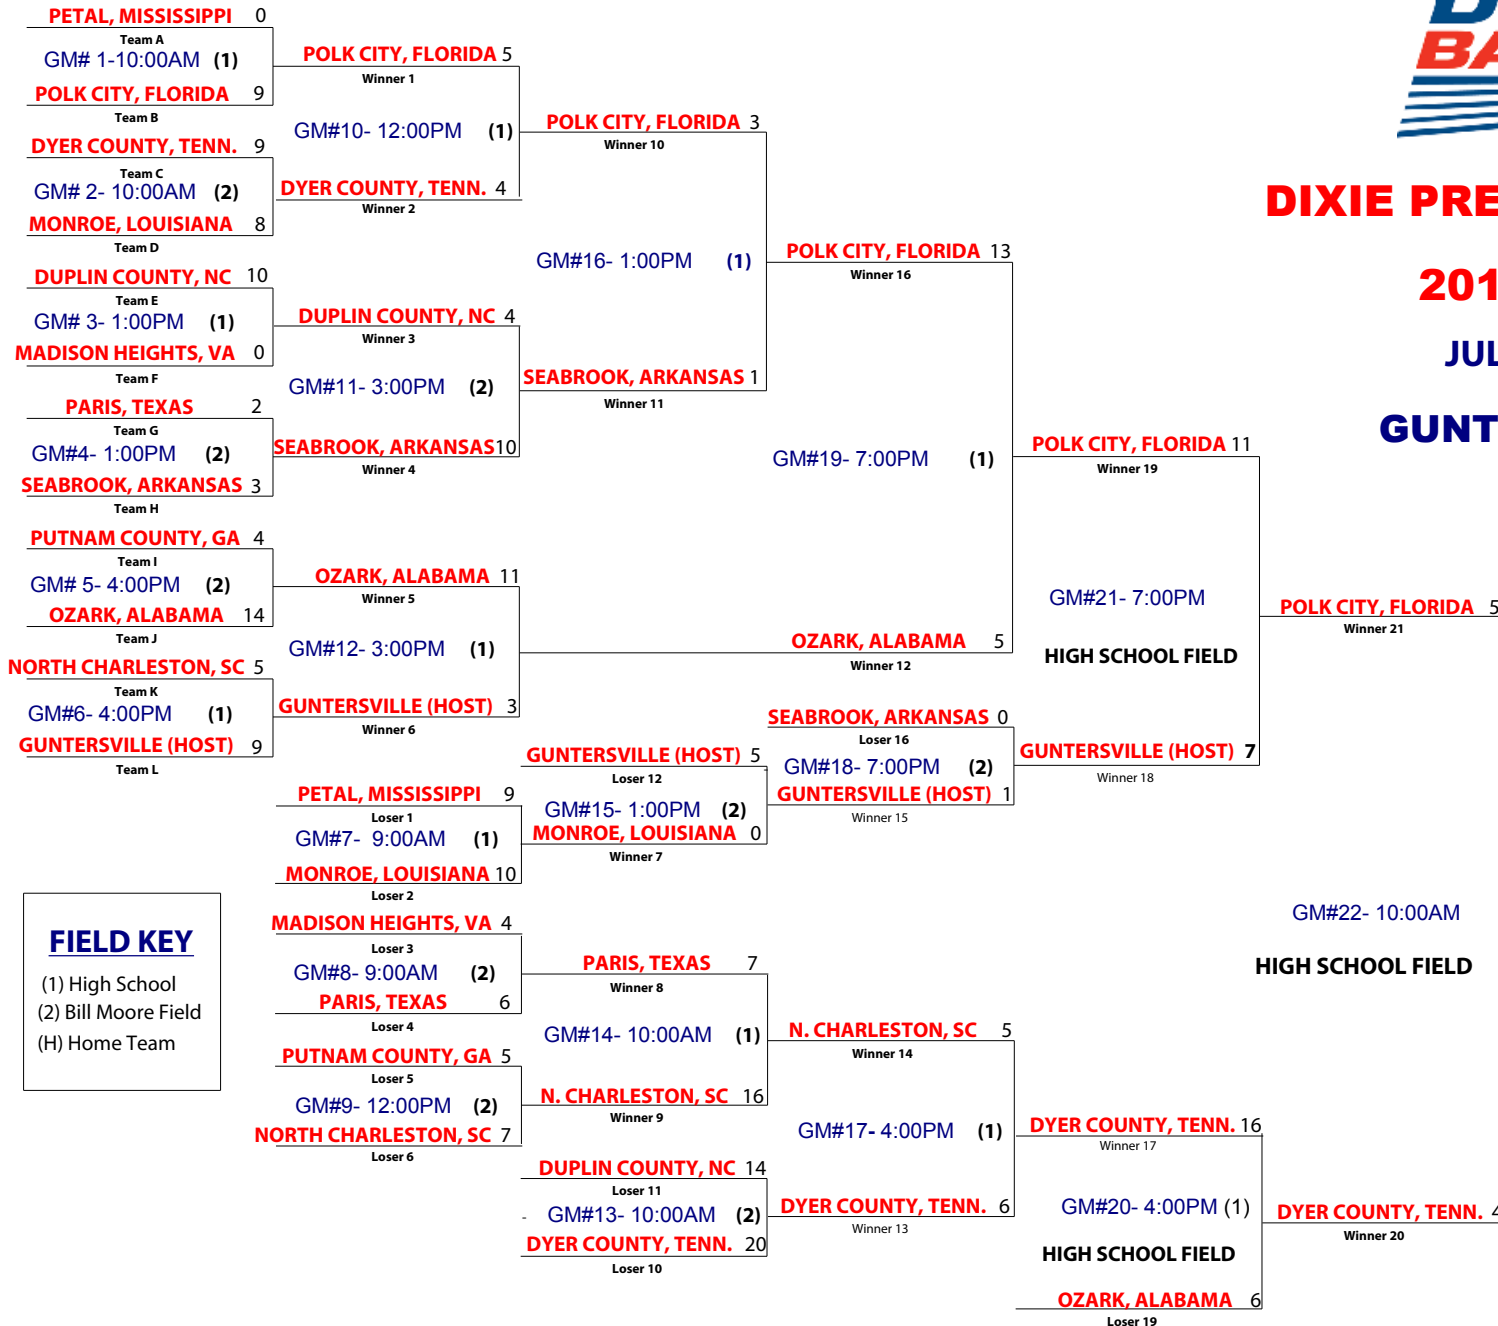 PETAL, MISSISSIPPI 0
Team A
GM# 1-10:00AM (1)
POLK CITY, FLORIDA 9
Team B
DYER COUNTY, TENN. 9
Team C
GM# 2- 10:00AM (2)
MONROE, LOUISIANA 8
Team D
DUPLIN COUNTY, NC 10
Team E
GM# 3- 1:00PM (1)
MADISON HEIGHTS, VA 0
Team F
PARIS, TEXAS 2
Team G
GM#4- 1:00PM (2)
SEABROOK, ARKANSAS 3
Team H
PUTNAM COUNTY, GA 4
Team I
GM# 5- 4:00PM (2)
OZARK, ALABAMA 14
Team J
NORTH CHARLESTON, SC 5
Team K
GM#6- 4:00PM (1)
GUNTERSVILLE (HOST) 9
Team L
FIELD KEY
(1) High School
(2) Bill Moore Field
(H) Home Team
POLK CITY, FLORIDA 5
Winner 1
GM#10- 12:00PM (1)
DYER COUNTY, TENN. 4
Winner 2
DUPLIN COUNTY, NC 4
Winner 3
GM#11- 3:00PM (2)
SEABROOK, ARKANSAS 10
Winner 4
OZARK, ALABAMA 11
Winner 5
GM#12- 3:00PM (1)
GUNTERSVILLE (HOST) 3
Winner 6
PETAL, MISSISSIPPI 9
Loser 1
GM#7- 9:00AM (1)
MONROE, LOUISIANA 10
Loser 2
MADISON HEIGHTS, VA 4
Loser 3
GM#8- 9:00AM (2)
PARIS, TEXAS 6
Loser 4
PUTNAM COUNTY, GA 5
Loser 5
GM#9- 12:00PM (2)
NORTH CHARLESTON, SC 7
Loser 6
POLK CITY, FLORIDA 3
Winner 10
GM#16- 1:00PM (1)
SEABROOK, ARKANSAS 1
Winner 11
GUNTERSVILLE (HOST) 5
Loser 12
GM#15- 1:00PM (2)
MONROE, LOUISIANA 0
Winner 7
PARIS, TEXAS 7
Winner 8
GM#14- 10:00AM (1)
N. CHARLESTON, SC 16
Winner 9
DUPLIN COUNTY, NC 14
Loser 11
- GM#13- 10:00AM (2)
DYER COUNTY, TENN. 20
Loser 10
POLK CITY, FLORIDA 13
Winner 16
GM#19- 7:00PM (1)
OZARK, ALABAMA 5
Winner 12
SEABROOK, ARKANSAS 0
Loser 16
GM#18- 7:00PM (2)
GUNTERSVILLE (HOST) 1
Winner 15
N. CHARLESTON, SC 5
Winner 14
GM#17- 4:00PM (1)
DYER COUNTY, TENN. 6
Winner 13
POLK CITY, FLORIDA 11
Winner 19
GM#21- 7:00PM
HIGH SCHOOL FIELD
GUNTERSVILLE (HOST) 7
Winner 18
DYER COUNTY, TENN. 16
Winner 17
GM#20- 4:00PM (1)
HIGH SCHOOL FIELD
OZARK, ALABAMA 6
Loser 19
DIXIE PRE
201
JUL
GUNT
POLK CITY, FLORIDA 5
Winner 21
GM#22- 10:00AM
HIGH SCHOOL FIELD
DYER COUNTY, TENN. 4
Winner 20